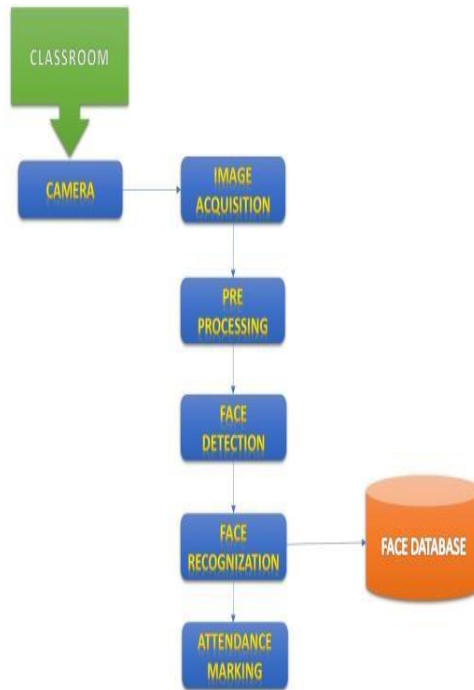 CLASSROOM
CAMERA
IMAGE
ACQUISITION
PRE
PROCESSING
FACE
DETECTION
FACE
RECOGNIZATION
FACE DATABASE
ATTENDANCE
MARKING